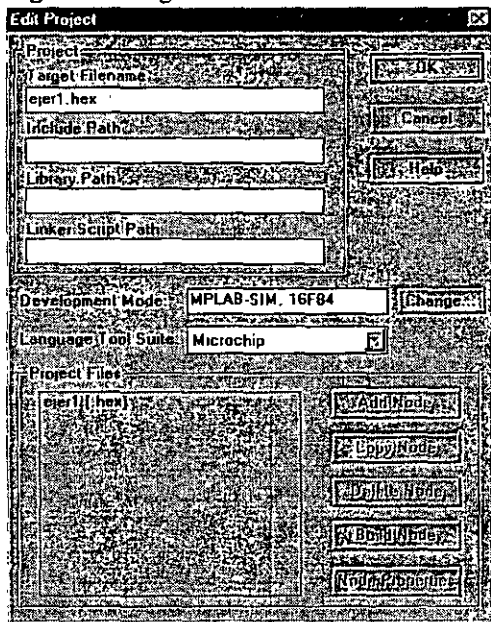 Edit Project
Project
Target Filename
ejer1.hex
OK
Include Path
Cancel
Library Path
Help
Linker Script Path
Development Mode: MPLAB-SIM, 16F84 Change...
Language Tool Suite: Microchip
Project Files
ejer1 [.hex]
Add Node...
Copy Node...
Delete Node
Build Node
Node Properties